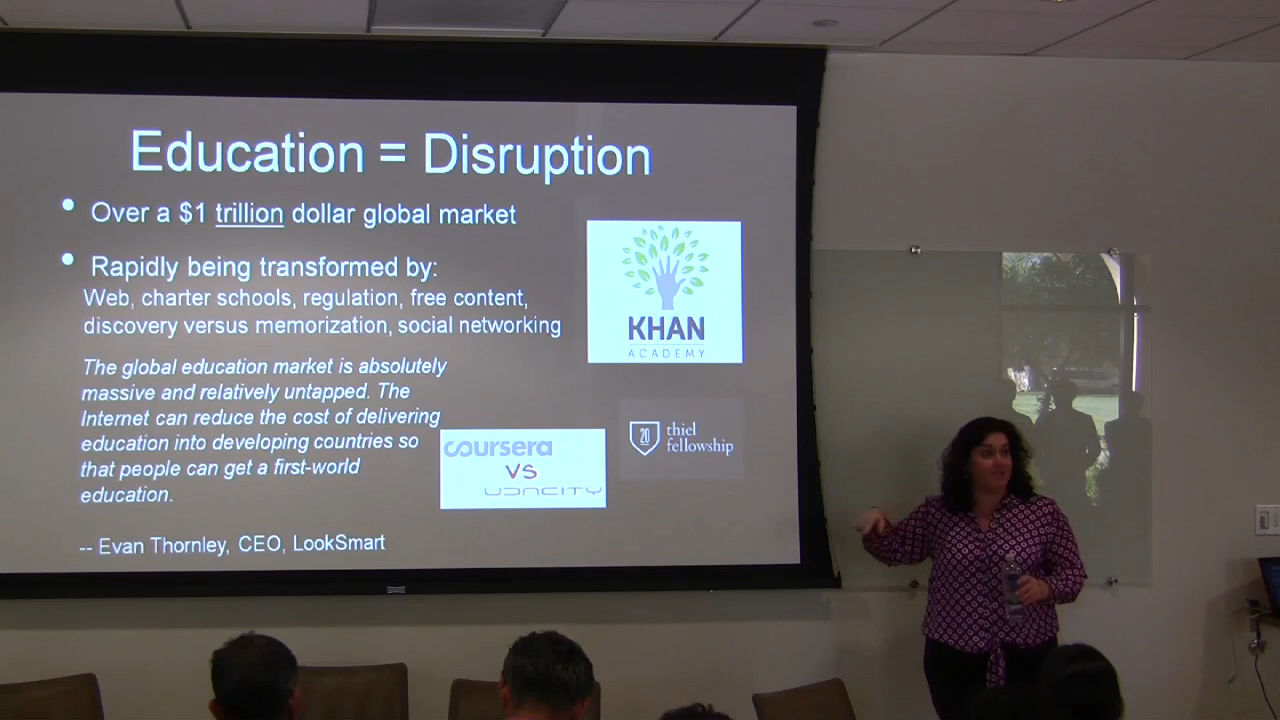 Education = Disruption
• Over a $1 trillion dollar global market
• Rapidly being transformed by:
Web, charter schools, regulation, free content,
discovery versus memorization, social networking
The global education market is absolutely
massive and relatively untapped. The
Internet can reduce the cost of delivering
education into developing countries so
that people can get a first-world
education.
-- Evan Thornley, CEO, LookSmart
KHAN
ACADEMY
coursera
VS
UDACITY
20
thiel
fellowship